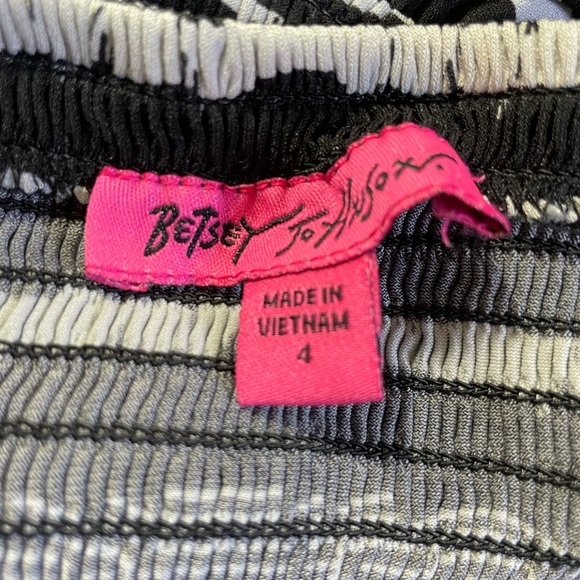 BETSEY JOHNSON.
MADE IN
VIETNAM
4